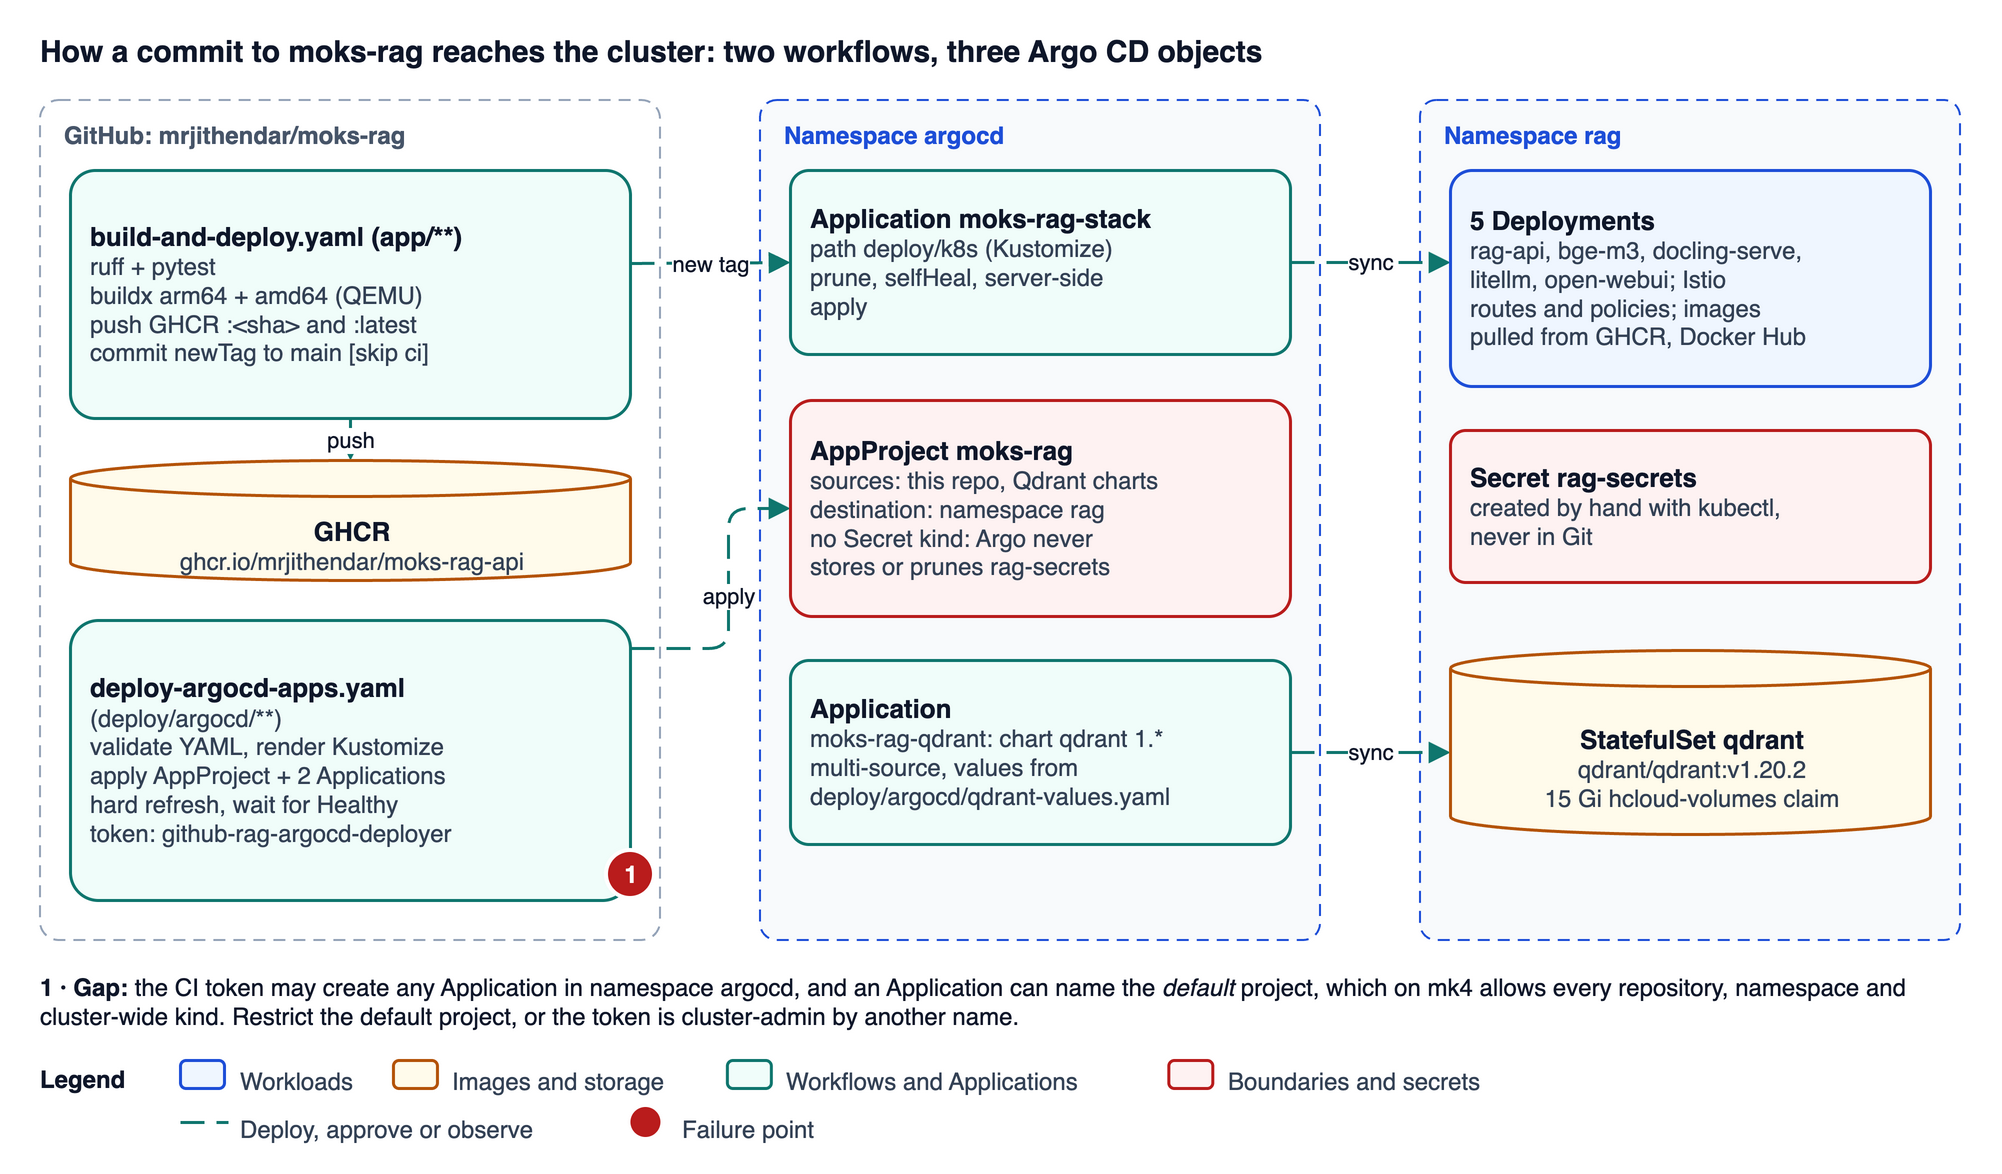 How a commit to moks-rag reaches the cluster: two workflows, three Argo CD objects
GitHub: mrjithendar/moks-rag
build-and-deploy.yaml (app/**)
ruff + pytest
buildx arm64 + amd64 (QEMU)
push GHCR :<sha> and :latest
commit newTag to main [skip ci]
push
GHCR
ghcr.io/mrjithendar/moks-rag-api
deploy-argocd-apps.yaml
(deploy/argocd/**)
validate YAML, render Kustomize
apply AppProject + 2 Applications
hard refresh, wait for Healthy
token: github-rag-argocd-deployer
1
new tag
apply
Namespace argocd
Application moks-rag-stack
path deploy/k8s (Kustomize)
prune, selfHeal, server-side
apply
AppProject moks-rag
sources: this repo, Qdrant charts
destination: namespace rag
no Secret kind: Argo never
stores or prunes rag-secrets
Application
moks-rag-qdrant: chart qdrant 1.*
multi-source, values from
deploy/argocd/qdrant-values.yaml
sync
sync
Namespace rag
5 Deployments
rag-api, bge-m3, docling-serve,
litellm, open-webui; Istio
routes and policies; images
pulled from GHCR, Docker Hub
Secret rag-secrets
created by hand with kubectl,
never in Git
StatefulSet qdrant
qdrant/qdrant:v1.20.2
15 Gi hcloud-volumes claim
1 · Gap: the CI token may create any Application in namespace argocd, and an Application can name the default project, which on mk4 allows every repository, namespace and
cluster-wide kind. Restrict the default project, or the token is cluster-admin by another name.
Legend
Workloads
Images and storage
Workflows and Applications
Boundaries and secrets
Deploy, approve or observe
Failure point